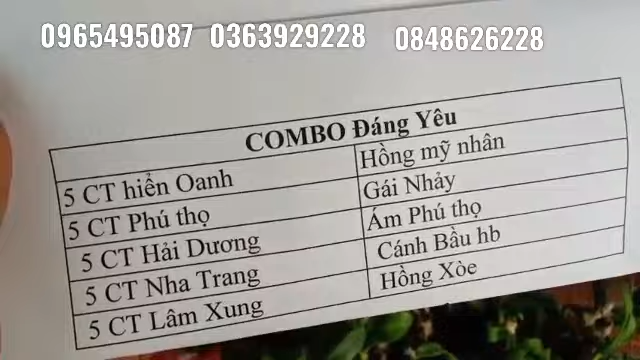 0965495087 0363929228 0848626228
COMBO Đáng Yêu
5 CT hiển Oanh Hồng mỹ nhân
5 CT Phú thọ Gái Nhảy
5 CT Hải Dương Ám Phú thọ
5 CT Nha Trang Cánh Bầu hb
5 CT Lâm Xung Hồng Xòe